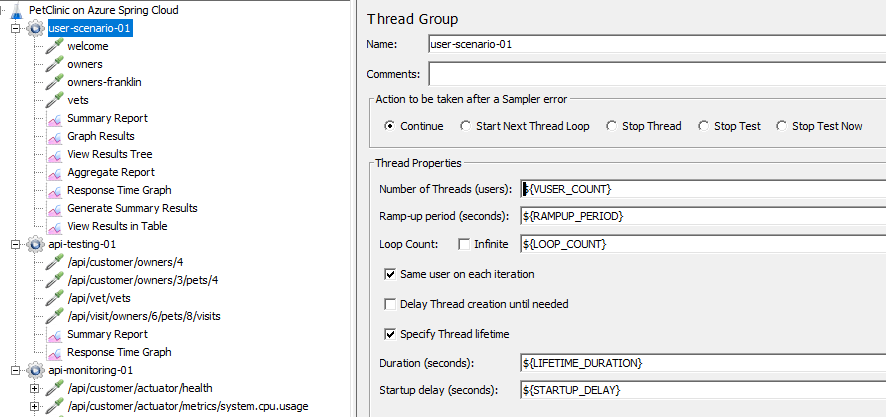 PetClinic on Azure Spring Cloud
user-scenario-01
welcome
owners
owners-franklin
vets
Summary Report
Graph Results
View Results Tree
Aggregate Report
Response Time Graph
Generate Summary Results
View Results in Table
api-testing-01
/api/customer/owners/4
/api/customer/owners/3/pets/4
/api/vet/vets
/api/visit/owners/6/pets/8/visits
Summary Report
Response Time Graph
api-monitoring-01
/api/customer/actuator/health
/api/customer/actuator/metrics/system.cpu.usage
Thread Group
Name: user-scenario-01
Comments:
Action to be taken after a Sampler error
Continue Start Next Thread Loop Stop Thread Stop Test Stop Test Now
Thread Properties
Number of Threads (users): ${VUSER_COUNT}
Ramp-up period (seconds): ${RAMPUP_PERIOD}
Loop Count: Infinite ${LOOP_COUNT}
Same user on each iteration
Delay Thread creation until needed
Specify Thread lifetime
Duration (seconds): ${LIFETIME_DURATION}
Startup delay (seconds): ${STARTUP_DELAY}